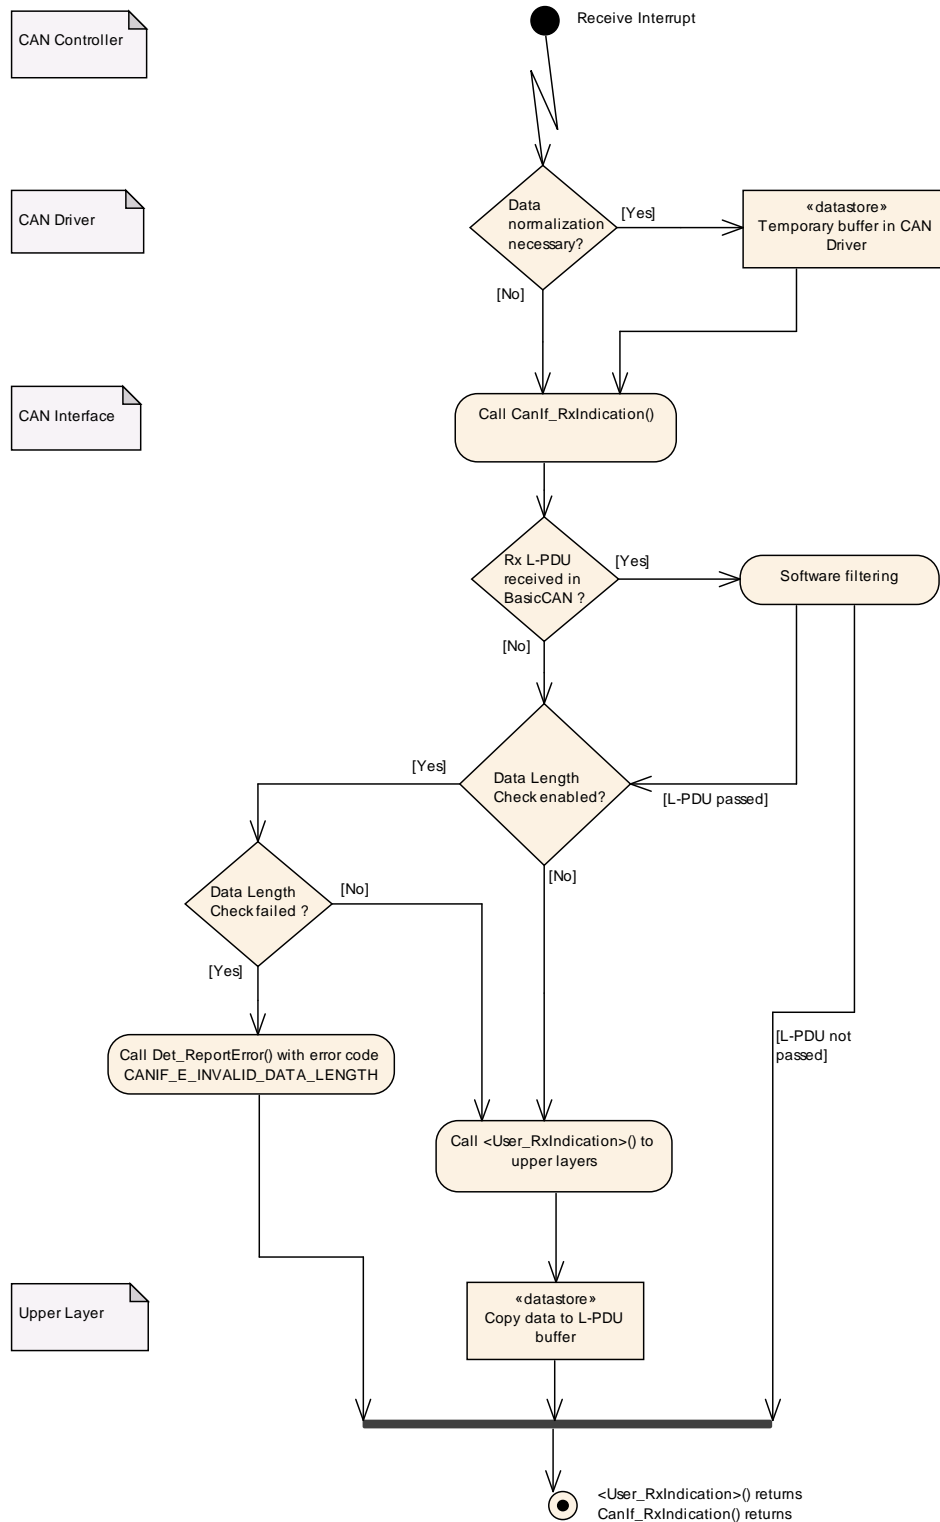 Receive Interrupt
CAN Controller
Data
normalization
necessary?
[Yes]
«datastore»
Temporary buffer in CAN
Driver
CAN Driver
[No]
CAN Interface
Call CanIf_RxIndication()
Rx L-PDU
received in
BasicCAN ?
[Yes]
Software filtering
[No]
[Yes]
Data Length
Check enabled?
[L-PDU passed]
[No]
Data Length
Check failed ?
[No]
[Yes]
[L-PDU not
passed]
Call Det_ReportError() with error code
CANIF_E_INVALID_DATA_LENGTH
Call <User_RxIndication>() to
upper layers
Upper Layer
«datastore»
Copy data to L-PDU
buffer
<User_RxIndication>() returns
CanIf_RxIndication() returns